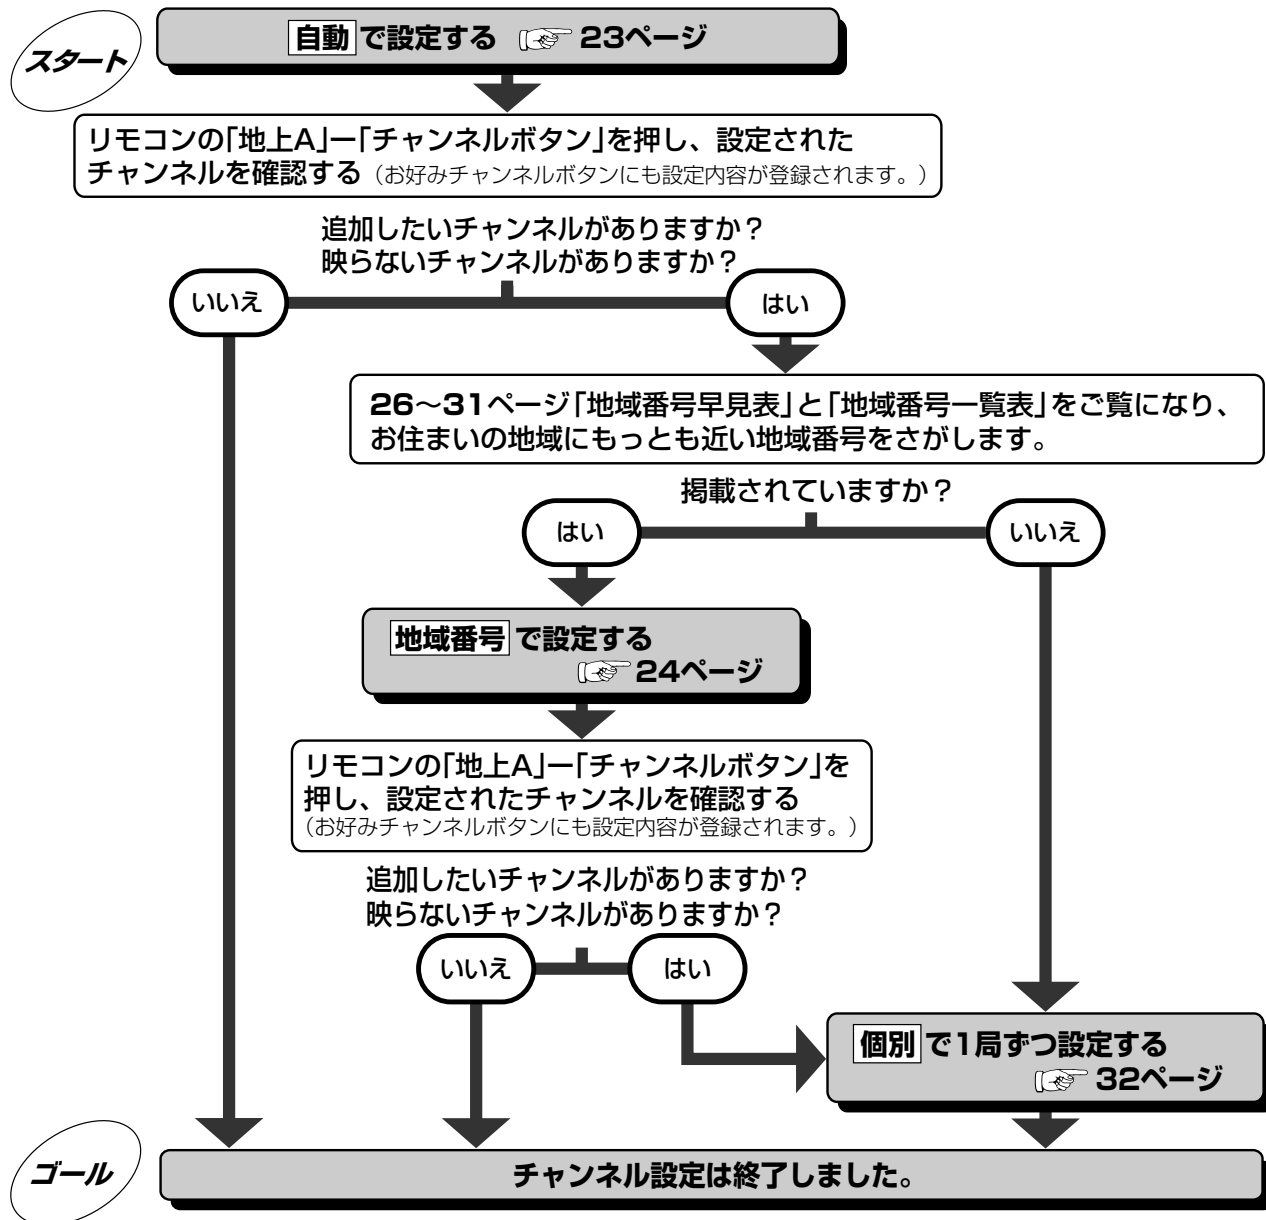 スタート
自動で設定する ☞ 23ページ
リモコンの｢地上A｣ー｢チャンネルボタン｣を押し、設定された
チャンネルを確認する（お好みチャンネルボタンにも設定内容が登録されます。）
追加したいチャンネルがありますか？
映らないチャンネルがありますか？
いいえ
はい
26～31ページ｢地域番号早見表｣と｢地域番号一覧表｣をご覧になり、
お住まいの地域にもっとも近い地域番号をさがします。
掲載されていますか？
はい
いいえ
地域番号で設定する
☞ 24ページ
リモコンの｢地上A｣ー｢チャンネルボタン｣を
押し、設定されたチャンネルを確認する
（お好みチャンネルボタンにも設定内容が登録されます。）
追加したいチャンネルがありますか？
映らないチャンネルがありますか？
いいえ
はい
個別で1局ずつ設定する
☞ 32ページ
ゴール
チャンネル設定は終了しました。